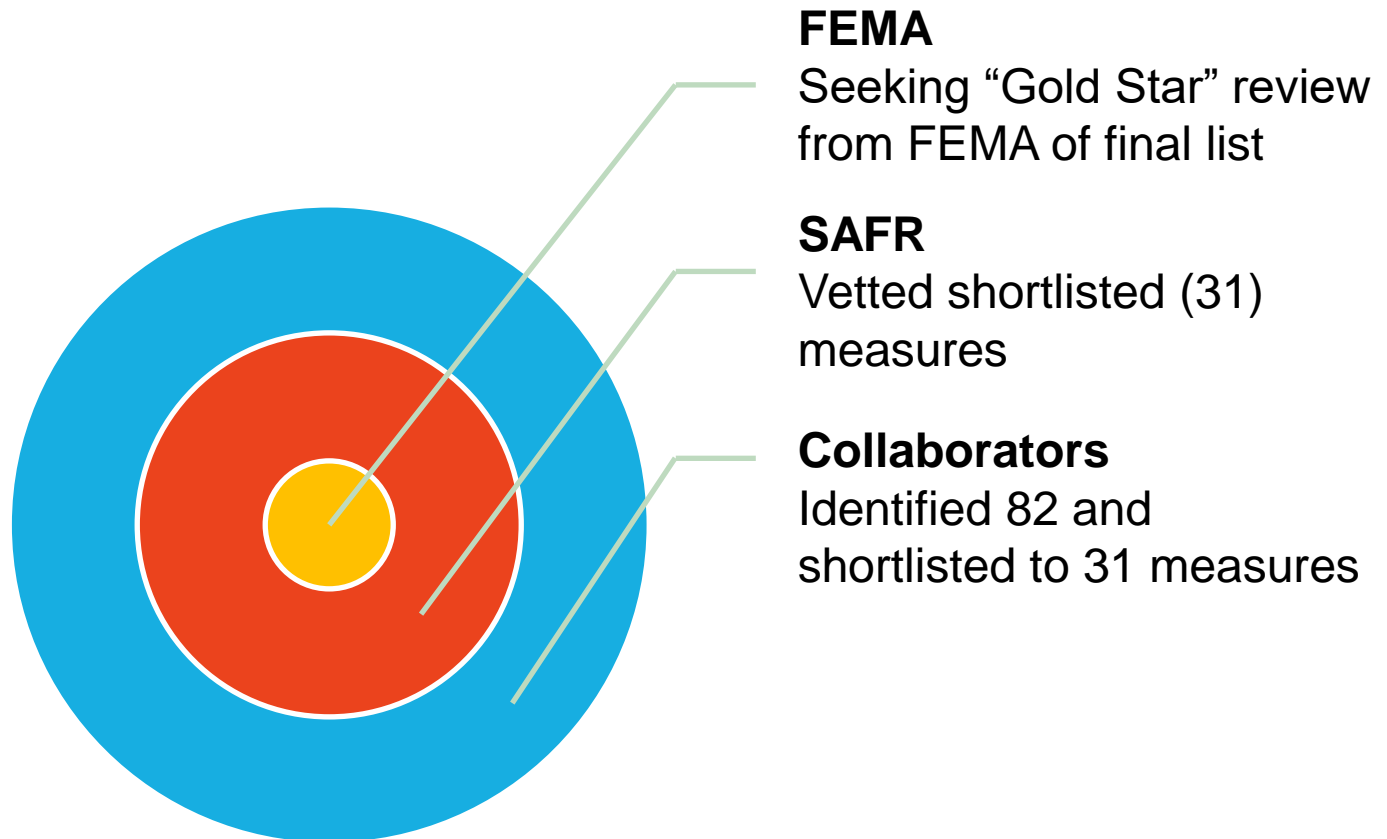 FEMA
Seeking “Gold Star” review
from FEMA of final list
SAFR
Vetted shortlisted (31)
measures
Collaborators
Identified 82 and
shortlisted to 31 measures